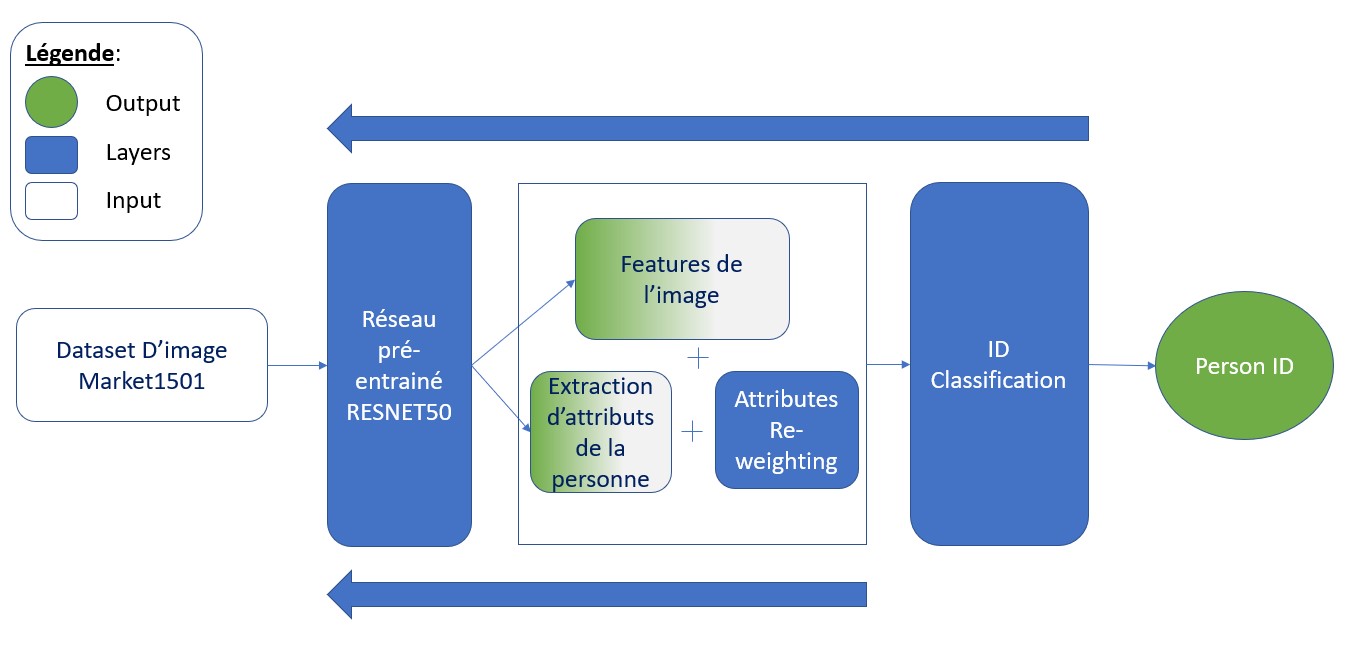 Légende:
Output
Layers
Input
Dataset D’image
Market1501
Réseau
pré-
entrainé
RESNET50
Features de
l’image
Extraction
d’attributs
de la
personne
Attributes
Re-
weighting
ID
Classification
Person ID